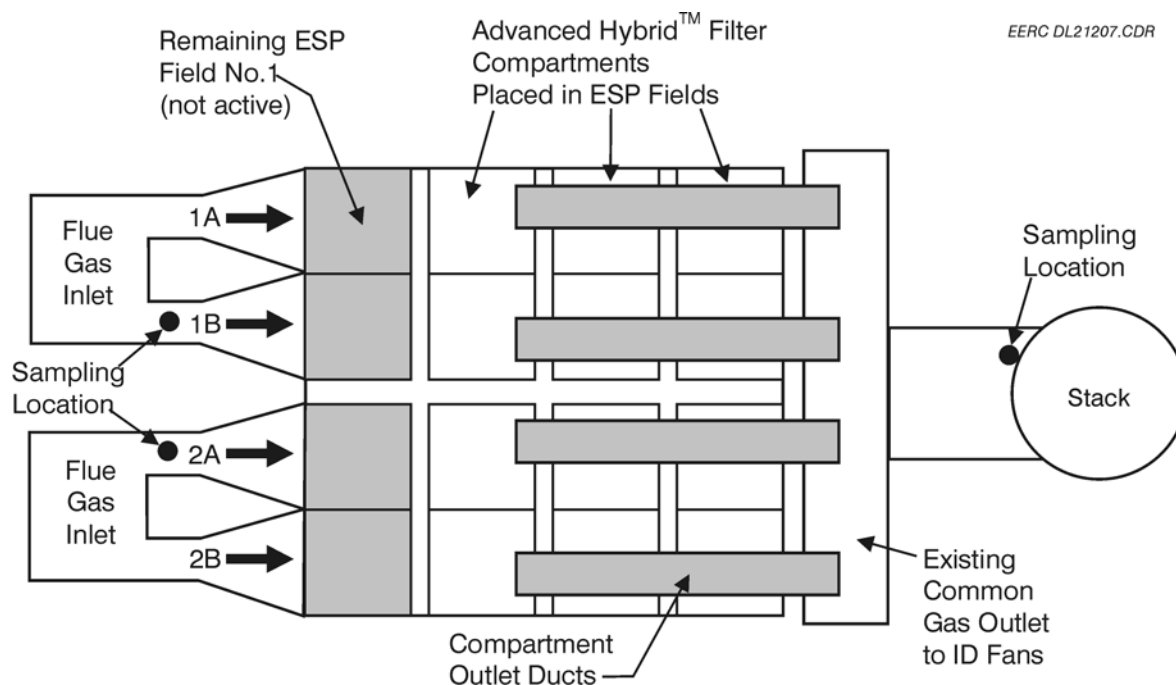 EERC DL21207.CDR
Remaining ESP
Field No.1
(not active)
Advanced Hybrid™ Filter
Compartments
Placed in ESP Fields
Flue
Gas
Inlet
1A
1B
Sampling
Location
2A
Flue
Gas
Inlet
2B
Sampling
Location
Stack
Compartment
Outlet Ducts
Existing
Common
Gas Outlet
to ID Fans